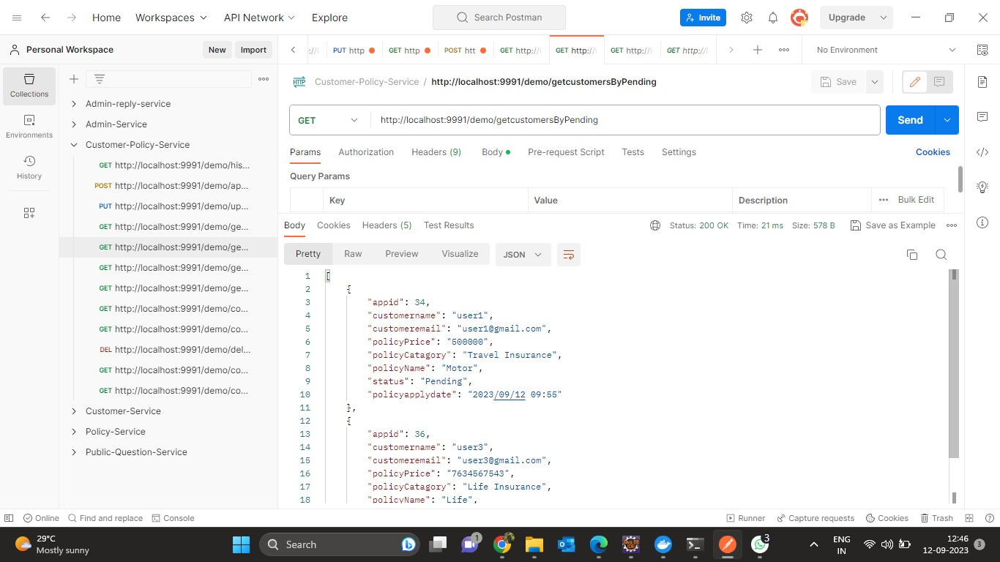 Home Workspaces API Network Explore Search Postman Invite Upgrade
Personal Workspace New Import
PUT http GET http POST htt GET http:// GET http://l GET http://l GET http://l No Environment
Collections
Environments
History
Admin-reply-service
Admin-Service
Customer-Policy-Service
GET http://localhost:9991/demo/his...
POST http://localhost:9991/demo/ap...
PUT http://localhost:9991/demo/up...
GET http://localhost:9991/demo/ge...
GET http://localhost:9991/demo/ge...
GET http://localhost:9991/demo/ge...
GET http://localhost:9991/demo/ge...
GET http://localhost:9991/demo/co...
GET http://localhost:9991/demo/co...
DEL http://localhost:9991/demo/del...
GET http://localhost:9991/demo/co...
GET http://localhost:9991/demo/co...
Customer-Service
Policy-Service
Public-Question-Service
HTTP Customer-Policy-Service / http://localhost:9991/demo/getcustomersByPending Save
GET http://localhost:9991/demo/getcustomersByPending Send
Params Authorization Headers (9) Body Pre-request Script Tests Settings Cookies
Query Params
Key Value Description Bulk Edit
Body Cookies Headers (5) Test Results Status: 200 OK Time: 21 ms Size: 578 B Save as Example
Pretty Raw Preview Visualize JSON
1 [
2 {
3 "appid": 34,
4 "customername": "user1",
5 "customeremail": "user1@gmail.com",
6 "policyPrice": "500000",
7 "policyCatagory": "Travel Insurance",
8 "policyName": "Motor",
9 "status": "Pending",
10 "policyapplydate": "2023/09/12 09:55"
11 },
12 {
13 "appid": 36,
14 "customername": "user3",
15 "customeremail": "user3@gmail.com",
16 "policyPrice": "7634567543",
17 "policyCatagory": "Life Insurance",
18 "policyName": "Life",
Online Find and replace Console Runner Capture requests Cookies Trash
29°C
Mostly sunny
Search
1
3
ENG
IN
12:46
12-09-2023
3